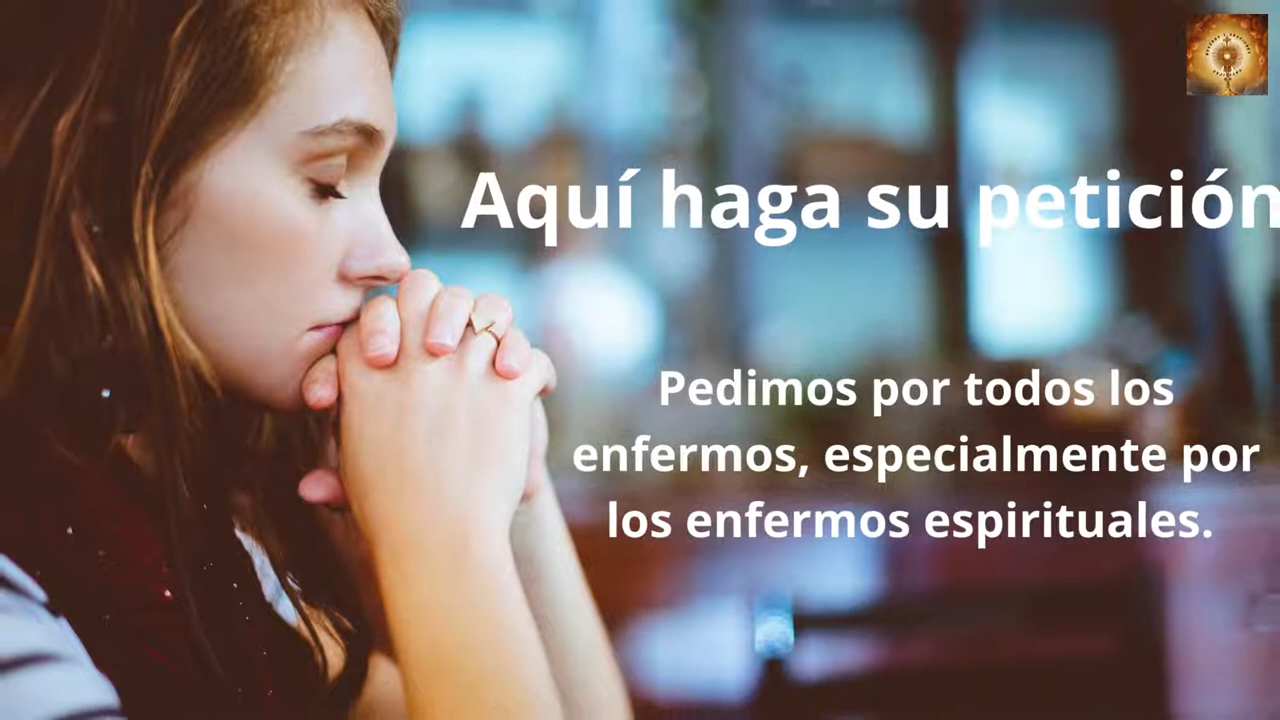 Aquí haga su petición
Pedimos por todos los
enfermos, especialmente por
los enfermos espirituales.